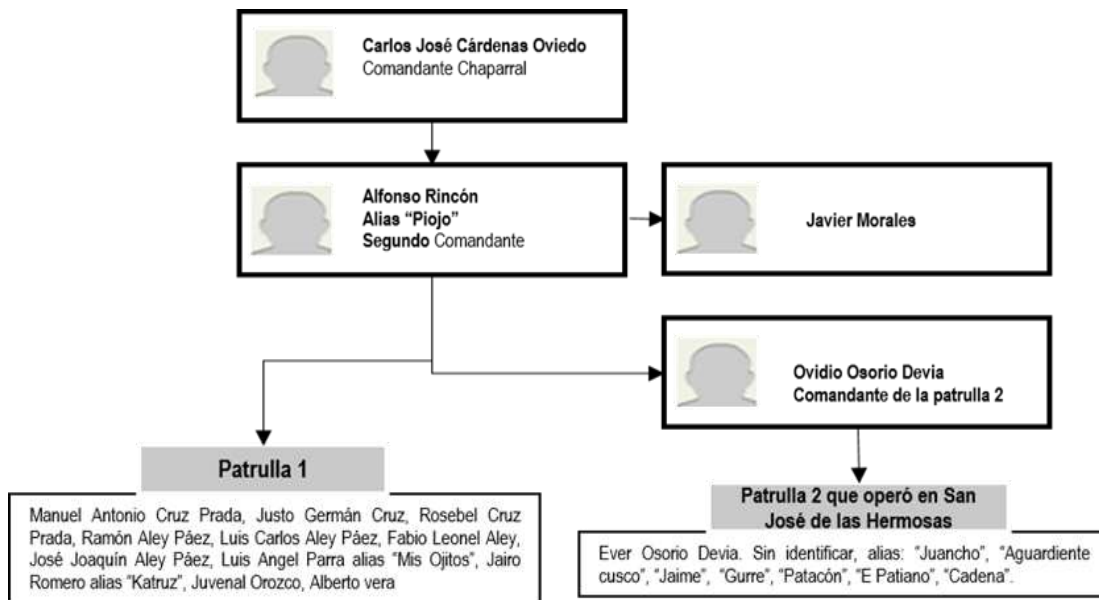 Carlos José Cárdenas Oviedo
Comandante Chaparral
Alfonso Rincón
Alias “Piojo”
Segundo Comandante
Javier Morales
Ovidio Osorio Devia
Comandante de la patrulla 2
Patrulla 1
Manuel Antonio Cruz Prada, Justo Germán Cruz, Rosebel Cruz
Prada, Ramón Aley Páez, Luis Carlos Aley Páez, Fabio Leonel Aley,
José Joaquín Aley Páez, Luis Angel Parra alias “Mis Ojitos”, Jairo
Romero alias “Katruz”, Juvenal Orozco, Alberto vera
Patrulla 2 que operó en San
José de las Hermosas
Ever Osorio Devia. Sin identificar, alias: “Juancho”, “Aguardiente
cusco”, “Jaime”, “Gurre”, “Patacón”, “E Patiano”, “Cadena”.